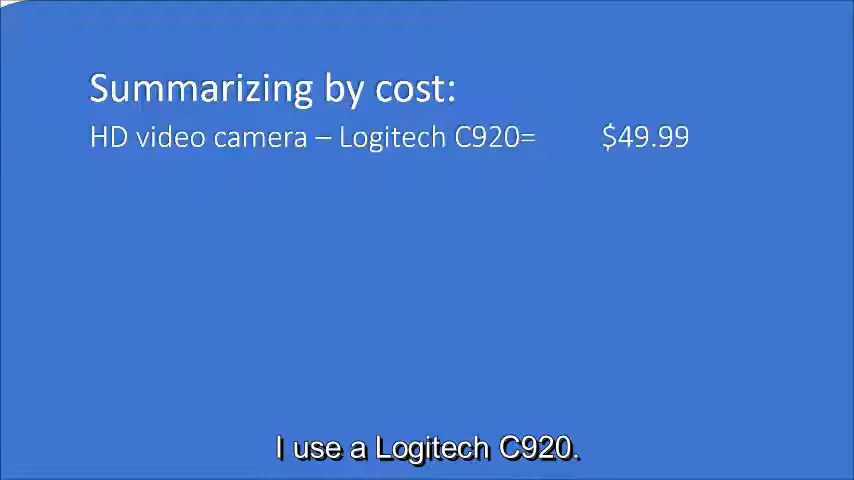 Summarizing by cost:
HD video camera – Logitech C920= $49.99
I use a Logitech C920.